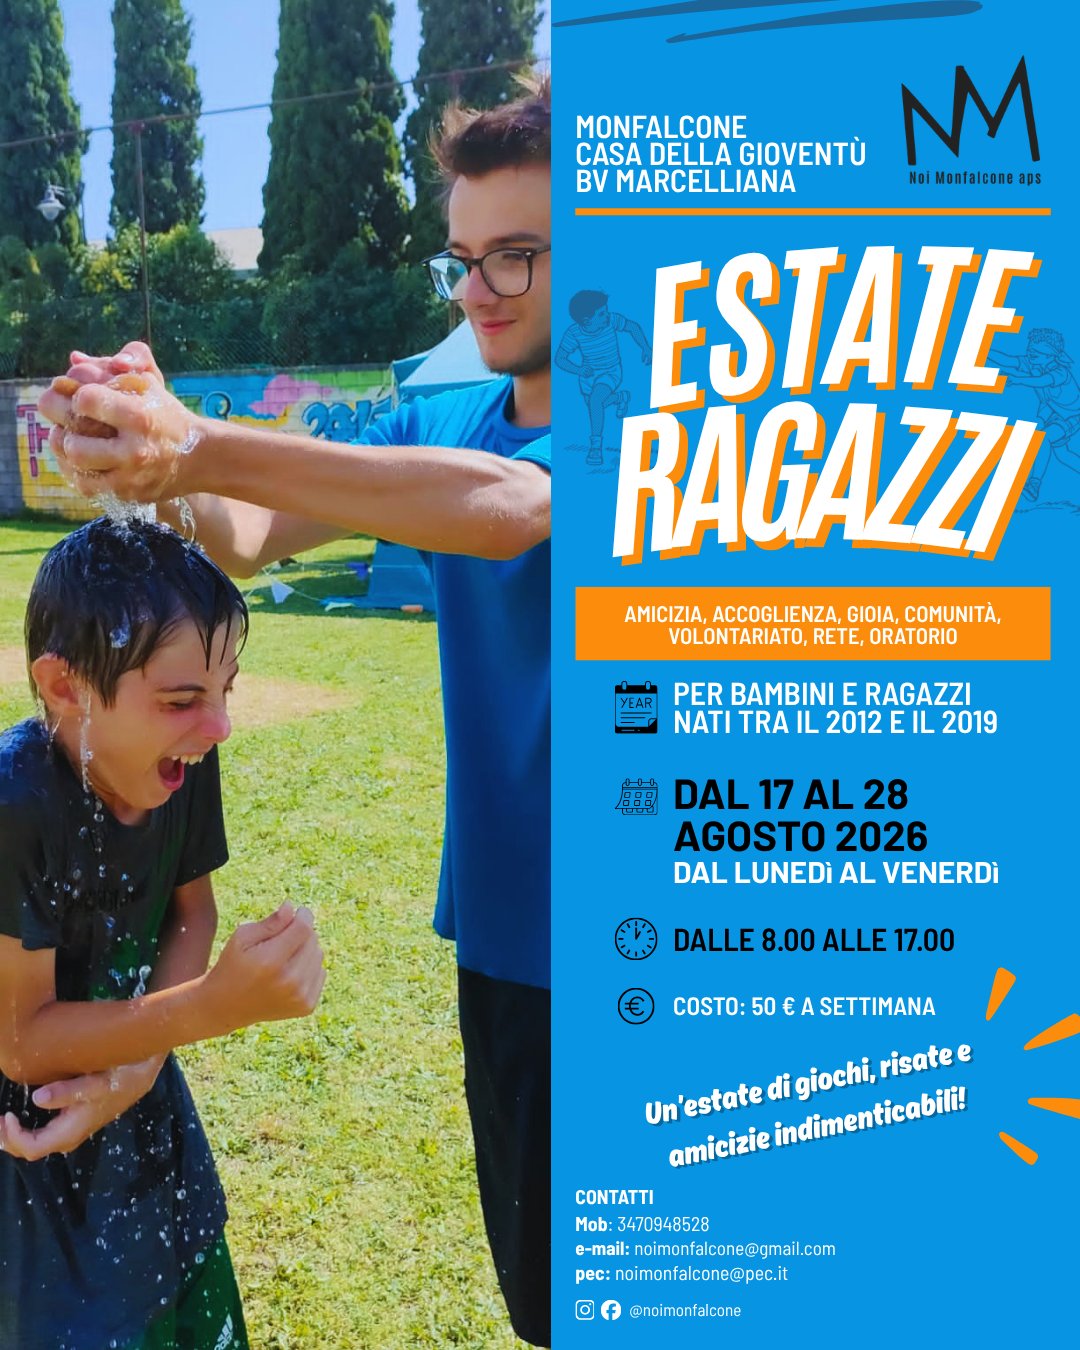 MONFALCONE
CASA DELLA GIOVENTÙ
BV MARCELLIANA
NM
Noi Monfalcone aps
ESTATE
RAGAZZI
AMICIZIA, ACCOGLIENZA, GIOIA, COMUNITÀ,
VOLONTARIATO, RETE, ORATORIO
YEAR
PER BAMBINI E RAGAZZI
NATI TRA IL 2012 E IL 2019
DAL 17 AL 28
AGOSTO 2026
DAL LUNEDì AL VENERDì
DALLE 8.00 ALLE 17.00
€
COSTO: 50 € A SETTIMANA
Un'estate di giochi, risate e
amicizie indimenticabili!
CONTATTI
Mob: 3470948528
e-mail: noimonfalcone@gmail.com
pec: noimonfalcone@pec.it
@noimonfalcone